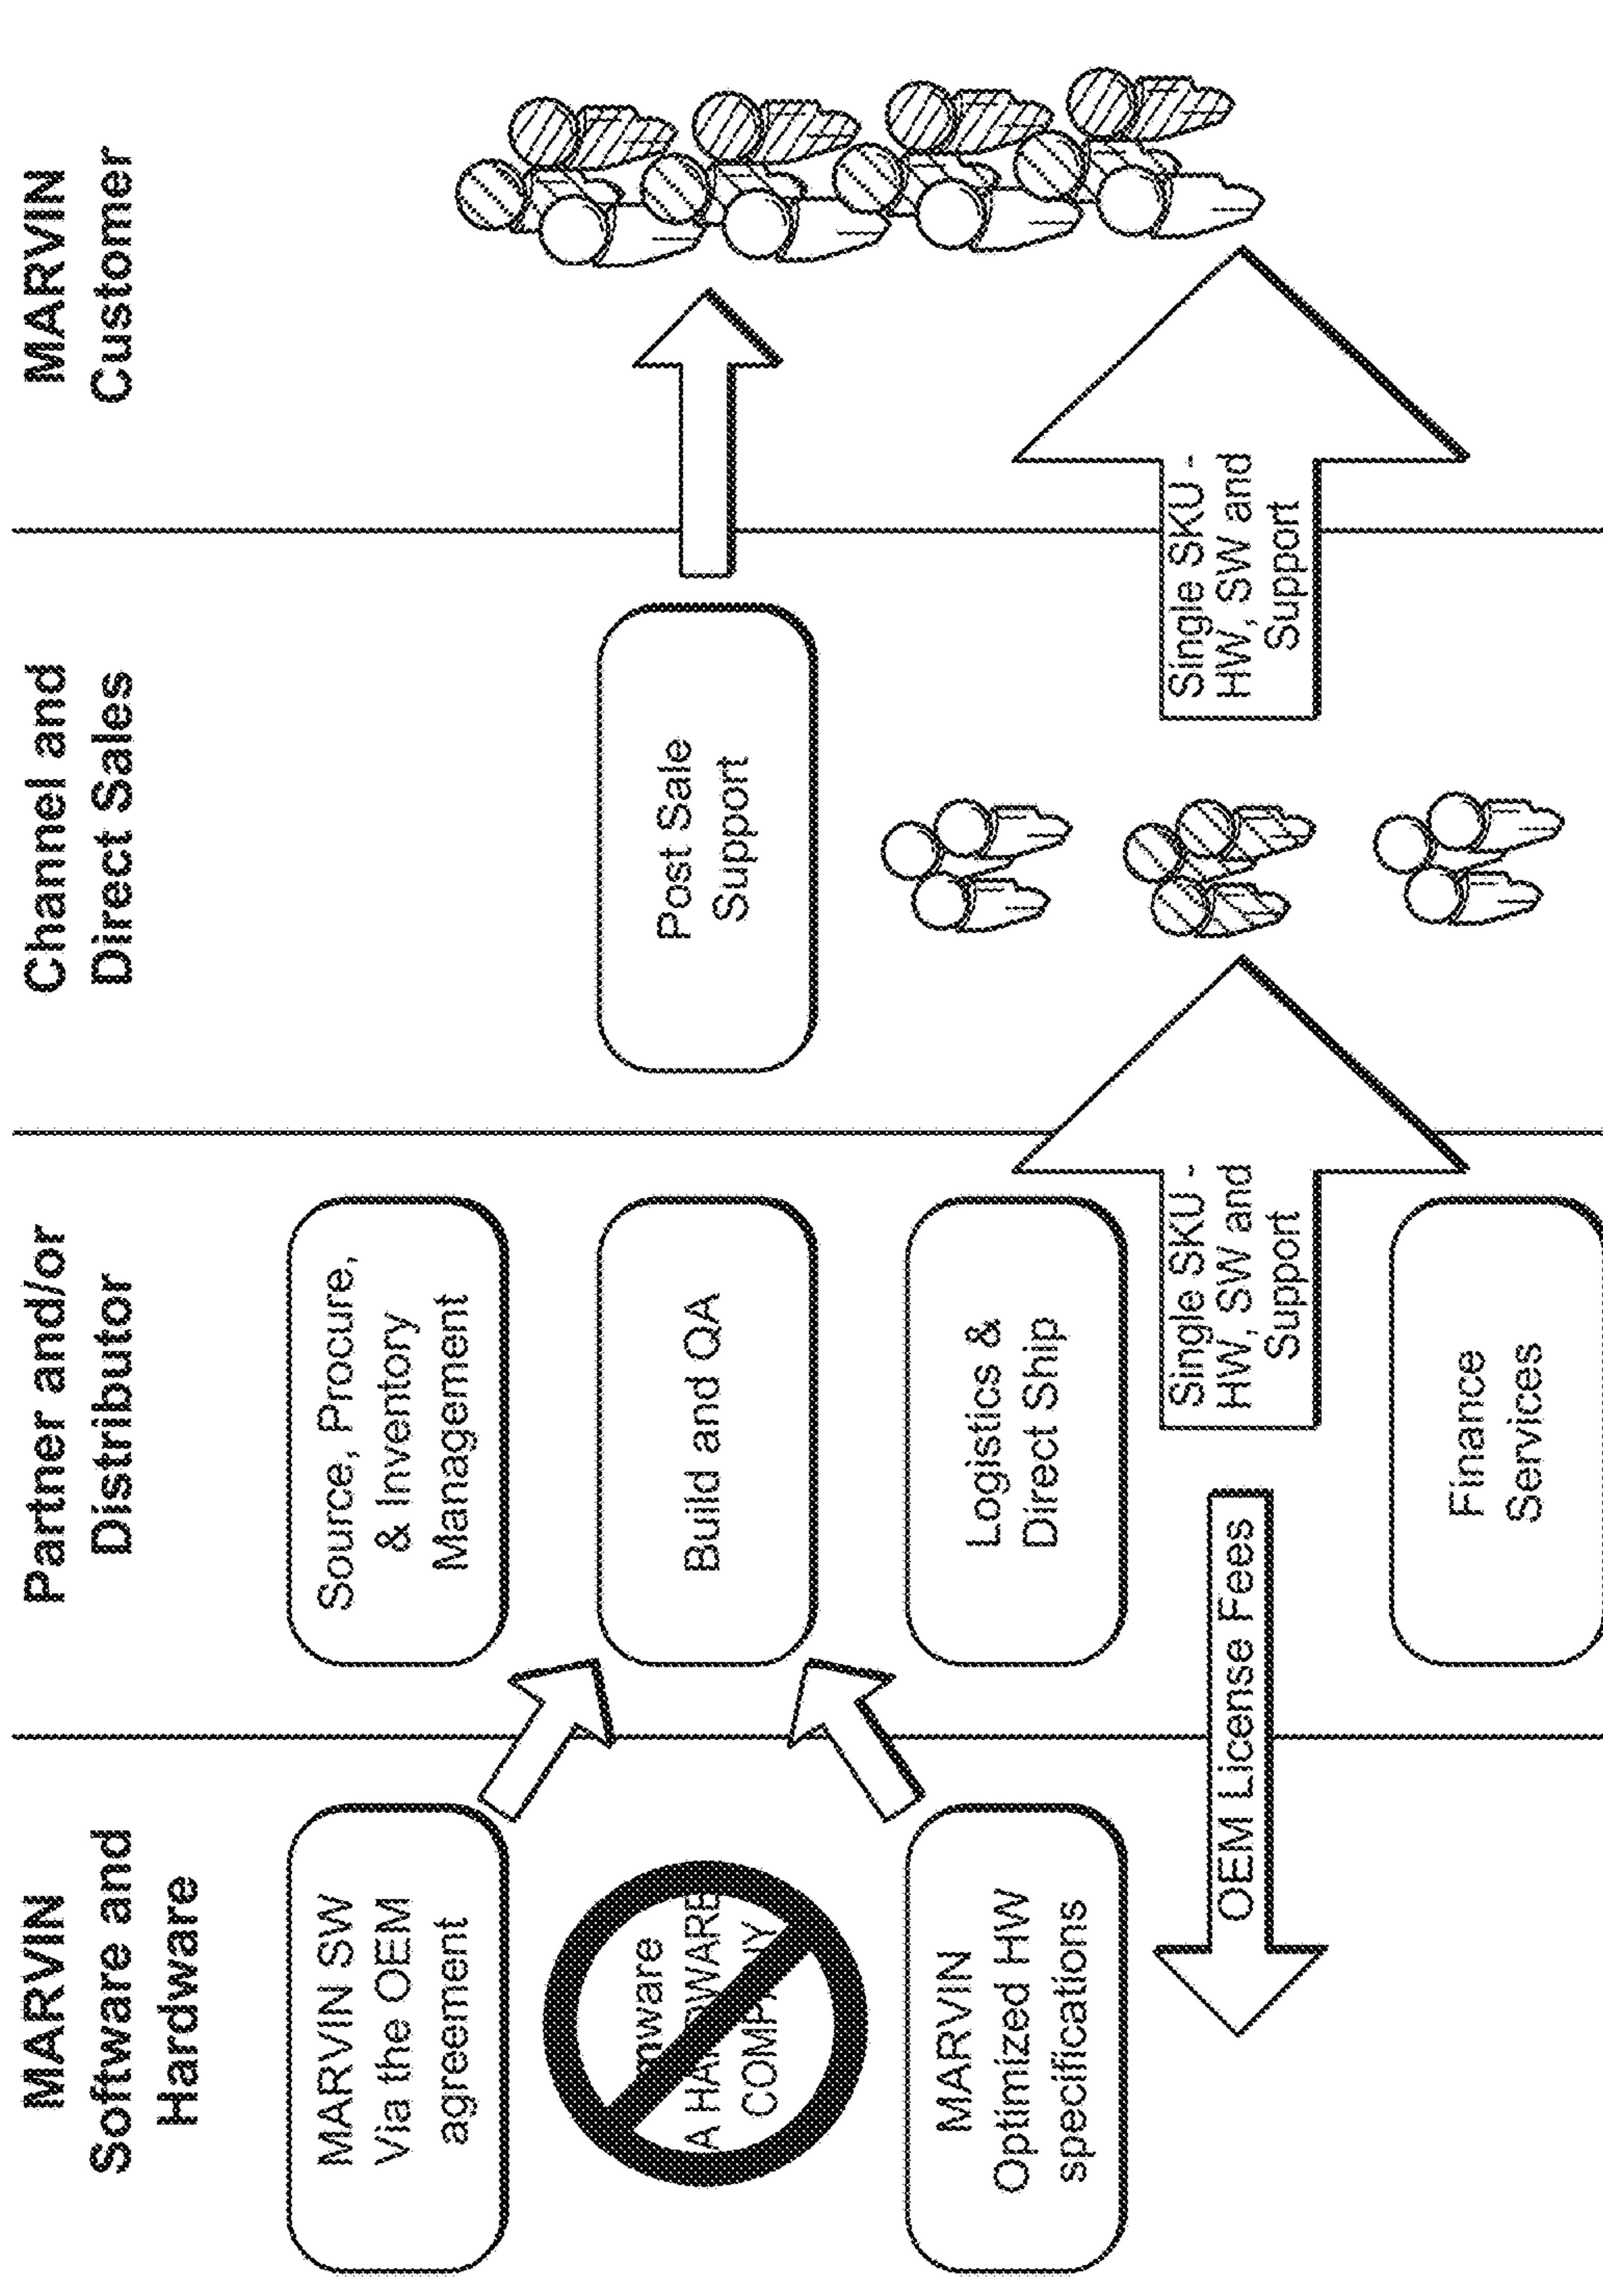 MARVIN
Software and
Hardware
Partner and/or
Distributor
Channel and
Direct Sales
MARVIN
Customer
MARVIN SW
Via the OEM
agreement
A HARDWARE
MARVIN
Optimized HW
specifications
Source, Procure,
& Inventory
Management
Build and QA
Logistics &
Direct Ship
OEM License Fees
Single SKU -
HW, SW and
Support
Finance
Services
Post Sale
Support
Single SKU -
HW, SW and
Support